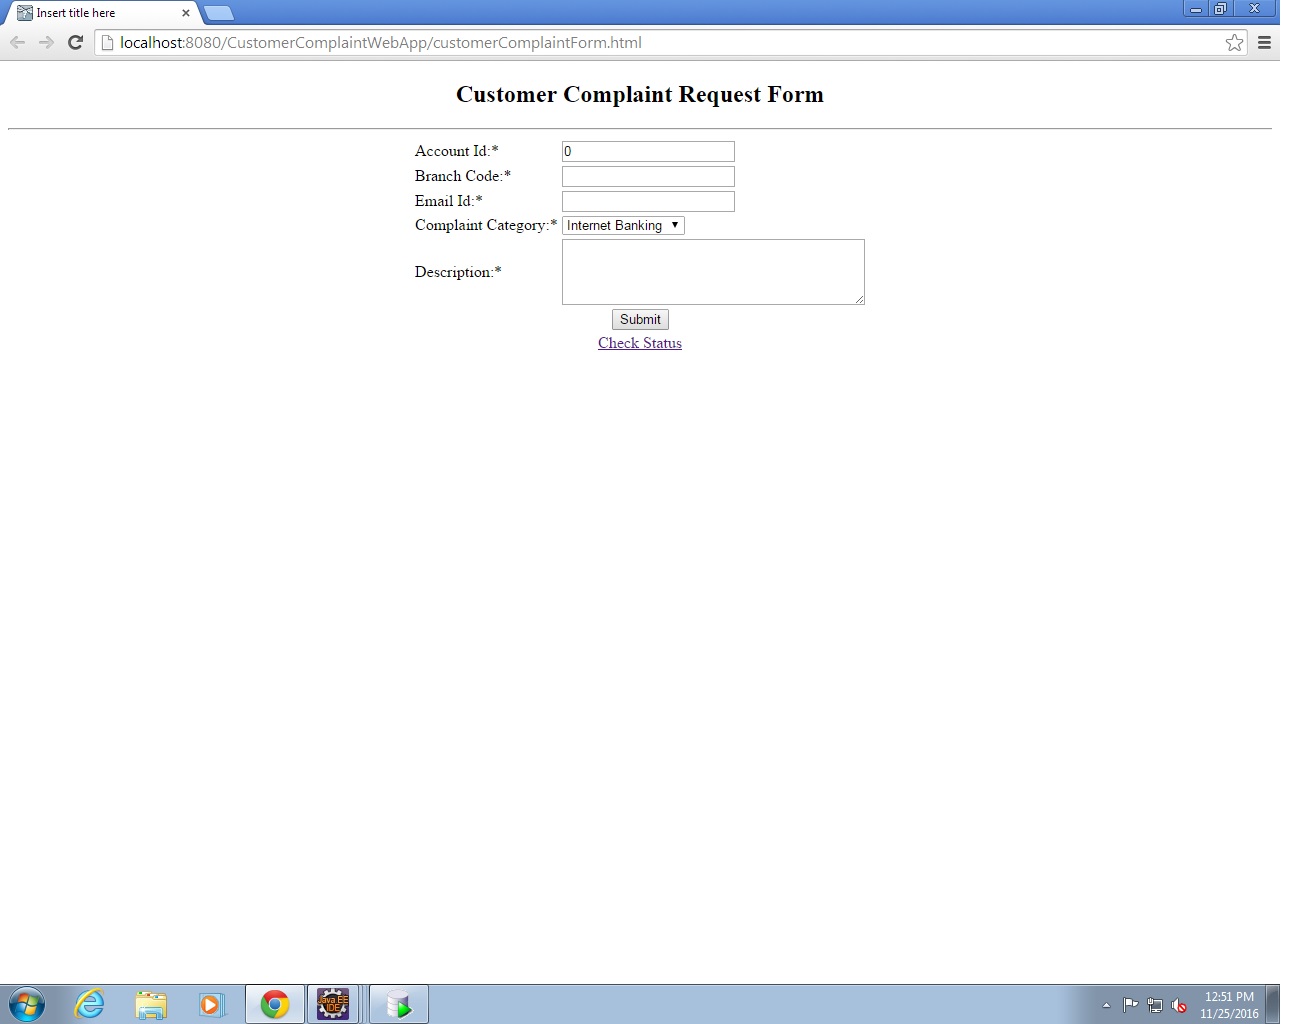 Insert title here
localhost:8080/CustomerComplaintWebApp/customerComplaintForm.html
Customer Complaint Request Form
Account Id:* 0
Branch Code:*
Email Id:*
Complaint Category:* Internet Banking
Description:*
Submit
Check Status
Java EE
IDE
12:51 PM
11/25/2016